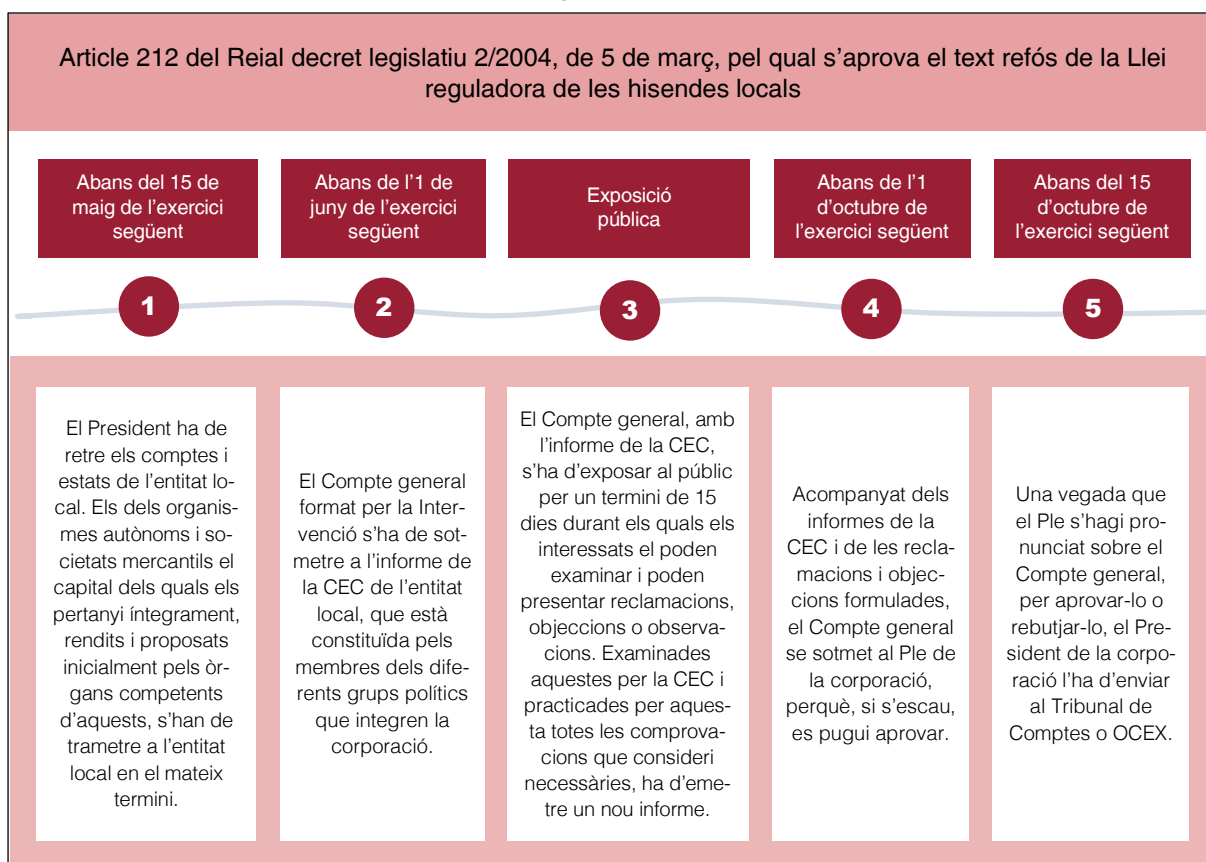 Article 212 del Reial decret legislatiu 2/2004, de 5 de març, pel qual s’aprova el text refós de la Llei
reguladora de les hisendes locals
Abans del 15 de
maig de l’exercici
següent
Abans de l’1 de
juny de l’exercici
següent
Exposició
pública
Abans de l’1
d’octubre de
l’exercici següent
Abans del 15
d’octubre de
l’exercici següent
1
2
3
4
5
El President ha de
retre els comptes i
estats de l’entitat lo-
cal. Els dels organis-
mes autònoms i so-
cietats mercantils el
capital dels quals els
pertanyi íntegrament,
rendits i proposats
inicialment pels òr-
gans competents
d’aquests, s’han de
trametre a l’entitat
local en el mateix
termini.
El Compte general
format per la Inter-
venció s’ha de sot-
metre a l’informe de
la CEC de l’entitat
local, que està
constituïda pels
membres dels dife-
rents grups polítics
que integren la
corporació.
El Compte general, amb
l’informe de la CEC,
s’ha d’exposar al públic
per un termini de 15
dies durant els quals els
interessats el poden
examinar i poden
presentar reclamacions,
objeccions o observa-
cions. Examinades
aquestes per la CEC i
practicades per aques-
ta totes les comprova-
cions que consideri
necessàries, ha d’eme-
tre un nou informe.
Acompanyat dels
informes de la
CEC i de les recla-
macions i objec-
cions formulades,
el Compte general
se sotmet al Ple de
la corporació,
perquè, si s’escau,
es pugui aprovar.
Una vegada que
el Ple s’hagi pro-
nunciat sobre el
Compte general,
per aprovar-lo o
rebutjar-lo, el Pre-
sident de la corpo-
ració l’ha d’enviar
al Tribunal de
Comptes o OCEX.